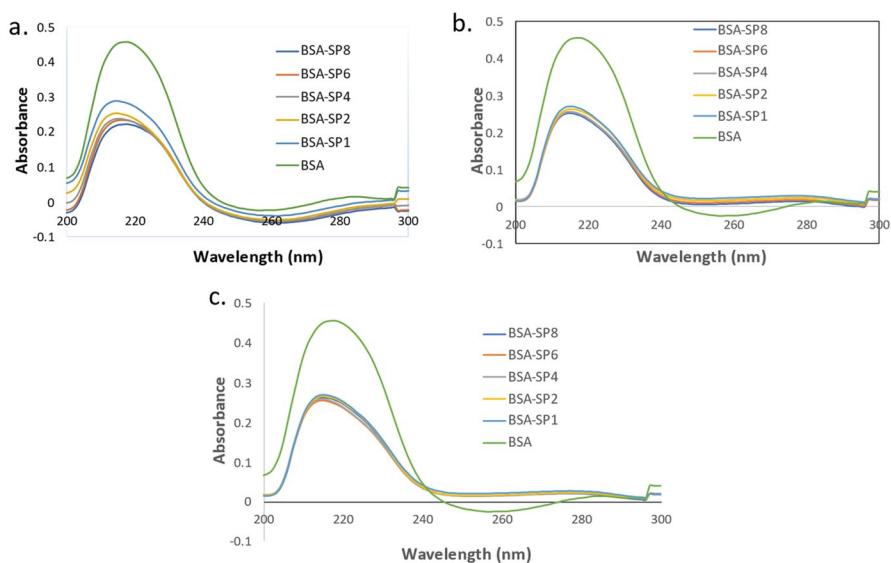 a.
0.5
0.4
0.3
0.2
0.1
0
-0.1
Absorbance
200
220
240
260
280
300
Wavelength (nm)
BSA-SP8
BSA-SP6
BSA-SP4
BSA-SP2
BSA-SP1
BSA
b.
0.5
0.4
0.3
0.2
0.1
0
-0.1
Absorbance
200
220
240
260
280
300
Wavelength (nm)
BSA-SP8
BSA-SP6
BSA-SP4
BSA-SP2
BSA-SP1
BSA
c.
0.5
0.4
0.3
0.2
0.1
0
-0.1
Absorbance
200
220
240
260
280
300
Wavelength (nm)
BSA-SP8
BSA-SP6
BSA-SP4
BSA-SP2
BSA-SP1
BSA